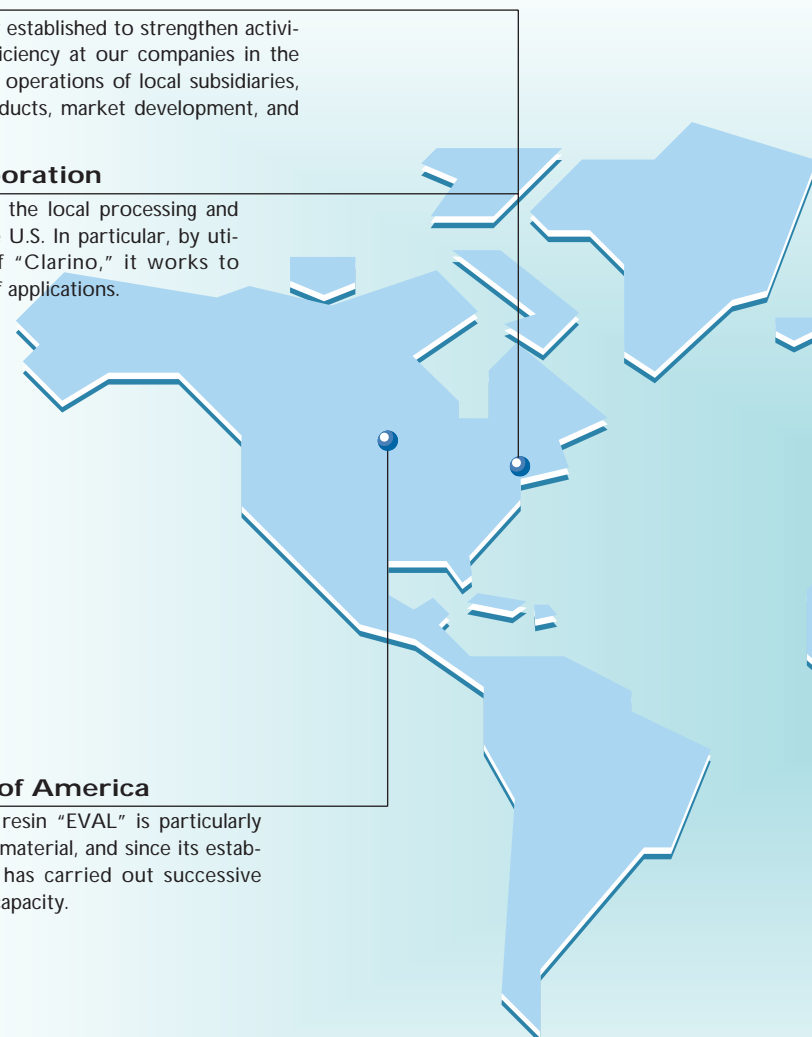 established to strengthen activi-
iciency at our companies in the
operations of local subsidiaries,
ducts, market development, and
oration
the local processing and
U.S. In particular, by uti-
f “Clarino,” it works to
f applications.
of America
resin “EVAL” is particularly
material, and since its estab-
has carried out successive
capacity.